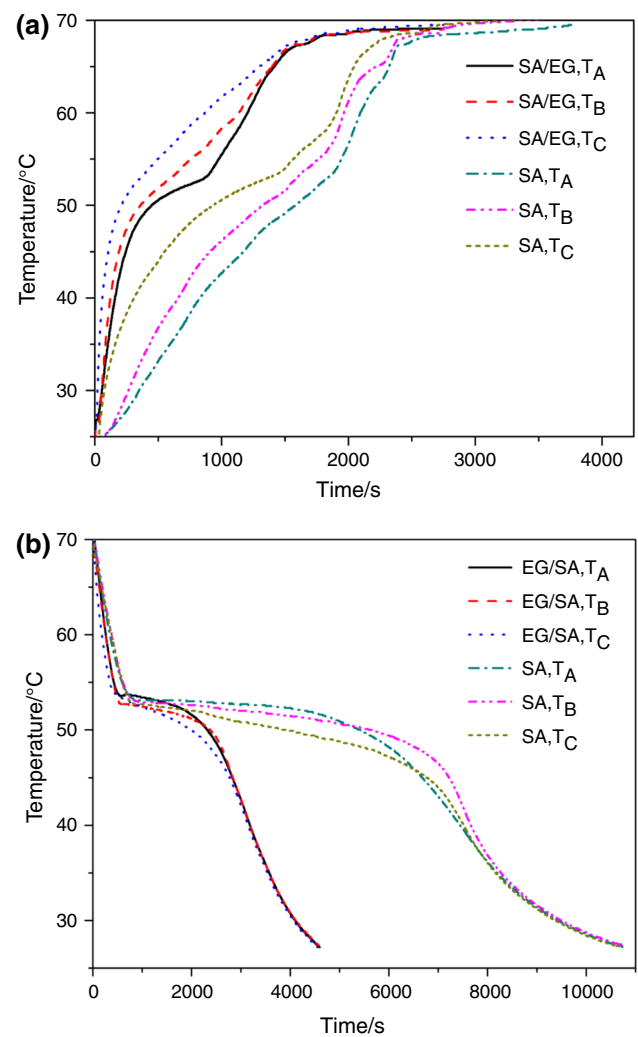 (a)
70
60
50
40
30
Temperature/°C
SA/EG,TA
SA/EG,TB
SA/EG,TC
SA,TA
SA,TB
SA,TC
0 1000 2000 3000 4000
Time/s
(b)
70
60
50
40
30
Temperature/°C
EG/SA,TA
EG/SA,TB
EG/SA,TC
SA,TA
SA,TB
SA,TC
0 2000 4000 6000 8000 10000
Time/s